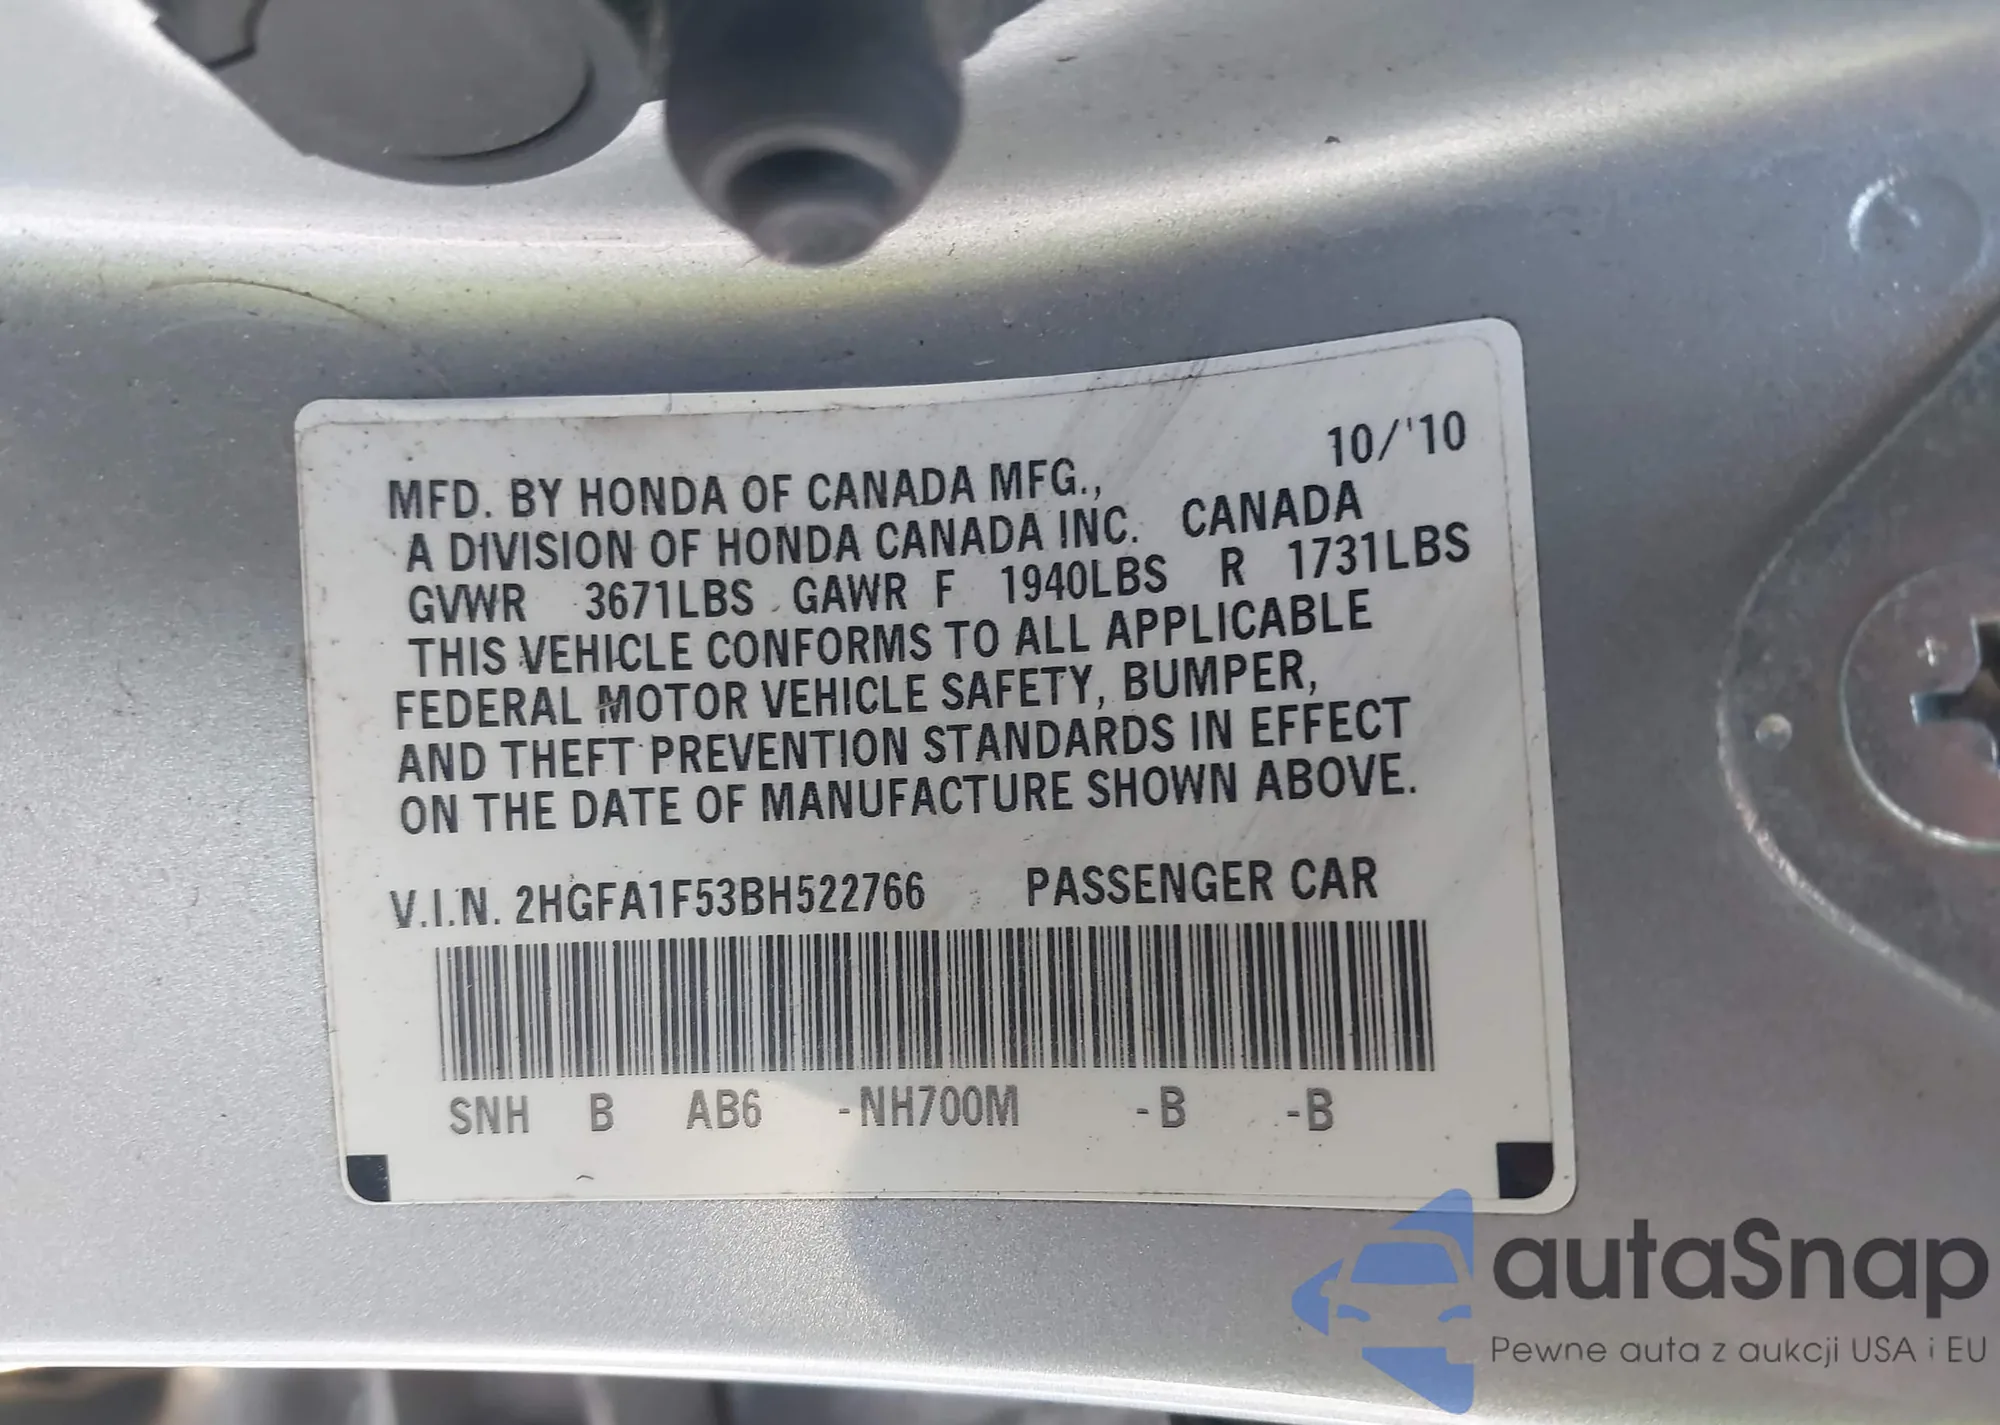 10/'10
MFD. BY HONDA OF CANADA MFG.,
A DIVISION OF HONDA CANADA INC. CANADA
GVWR 3671LBS GAWR F 1940LBS R 1731LBS
THIS VEHICLE CONFORMS TO ALL APPLICABLE
FEDERAL MOTOR VEHICLE SAFETY, BUMPER,
AND THEFT PREVENTION STANDARDS IN EFFECT
ON THE DATE OF MANUFACTURE SHOWN ABOVE.
V.I.N. 2HGFA1F53BH522766 PASSENGER CAR
SNH B AB6 -NH700M -B -B
autaSnap
Pewne auta z aukcji USA i EU